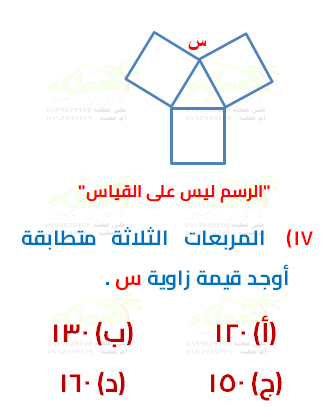 س
"الرسم ليس على القياس"
١٧) المربعات الثلاثة متطابقة
أوجد قيمة زاوية س .
(أ) ١٢٠ (ب) ١٣٠
(ج) ١٥٠ (د) ١٦٠